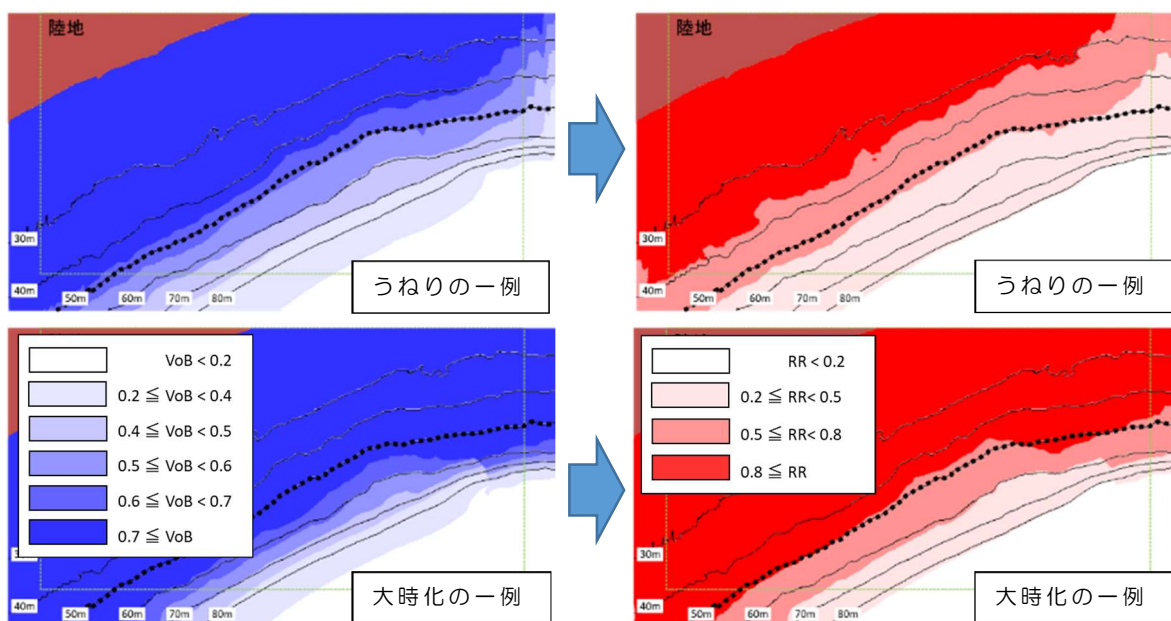 陸地
30m
40m
50m
60m
70m
80m
うねりの一例
陸地
30m
40m
50m
60m
70m
80m
うねりの一例
VoB < 0.2
0.2 ≦ VoB < 0.4
0.4 ≦ VoB < 0.5
0.5 ≦ VoB < 0.6
0.6 ≦ VoB < 0.7
0.7 ≦ VoB
40m
50m
60m
70m
80m
大時化の一例
RR < 0.2
0.2 ≦ RR< 0.5
0.5 ≦ RR< 0.8
0.8 ≦ RR
30m
40m
50m
60m
70m
80m
大時化の一例